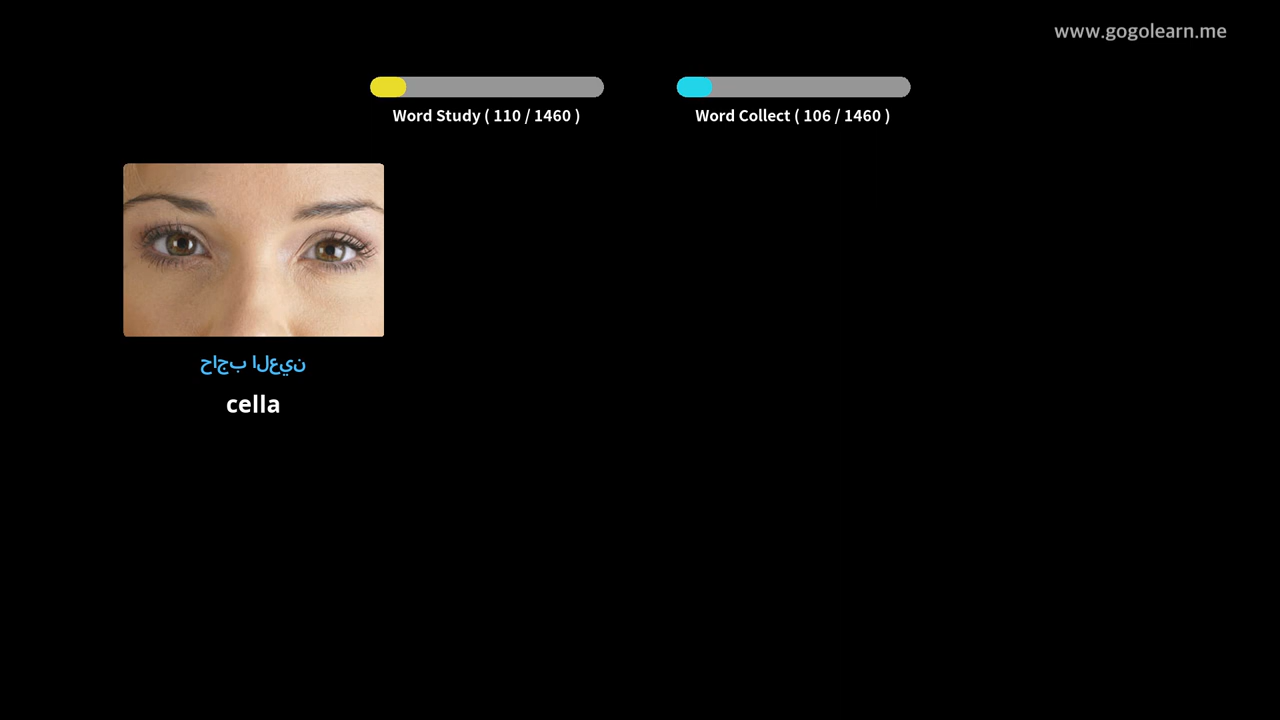 www.gogolearn.me
Word Study ( 110 / 1460 )
Word Collect ( 106 / 1460 )
حاجب العين
cella